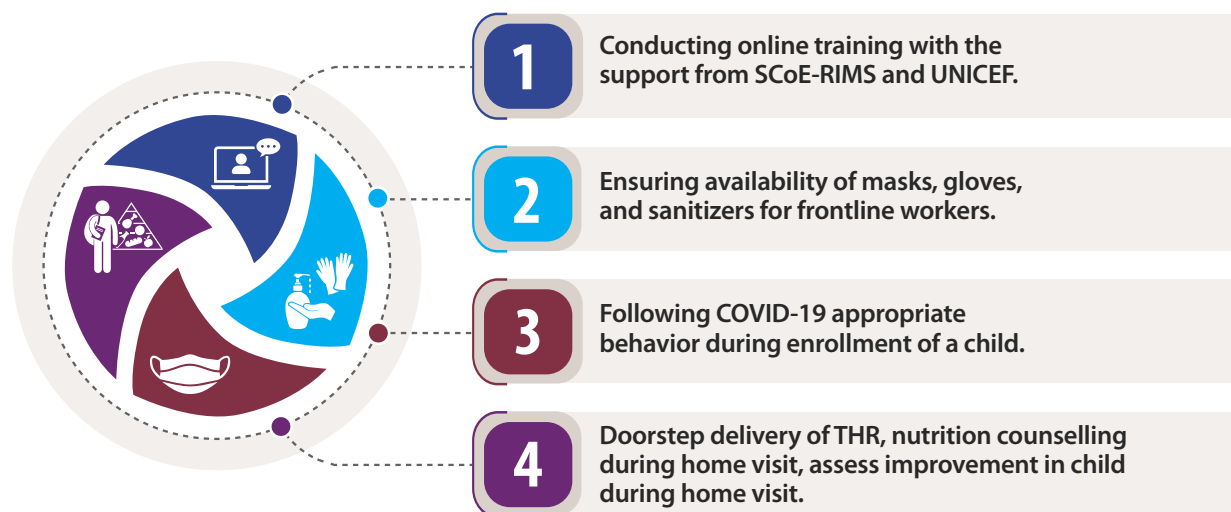 1
Conducting online training with the
support from SCoE-RIMS and UNICEF.
2
Ensuring availability of masks, gloves,
and sanitizers for frontline workers.
3
Following COVID-19 appropriate
behavior during enrollment of a child.
4
Doorstep delivery of THR, nutrition counselling
during home visit, assess improvement in child
during home visit.